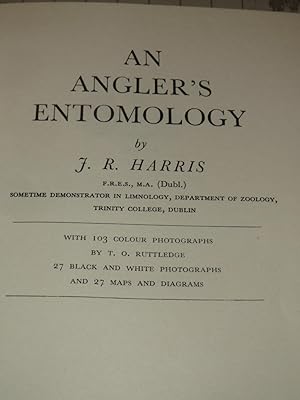 AN
ANGLER'S
ENTOMOLOGY
by
J. R. HARRIS
F.R.E.S., M.A. (Dubl.)
SOMETIME DEMONSTRATOR IN LIMNOLOGY, DEPARTMENT OF ZOOLOGY,
TRINITY COLLEGE, DUBLIN
WITH 103 COLOUR PHOTOGRAPHS
BY T. O. RUTTLEDGE
27 BLACK AND WHITE PHOTOGRAPHS
AND 27 MAPS AND DIAGRAMS